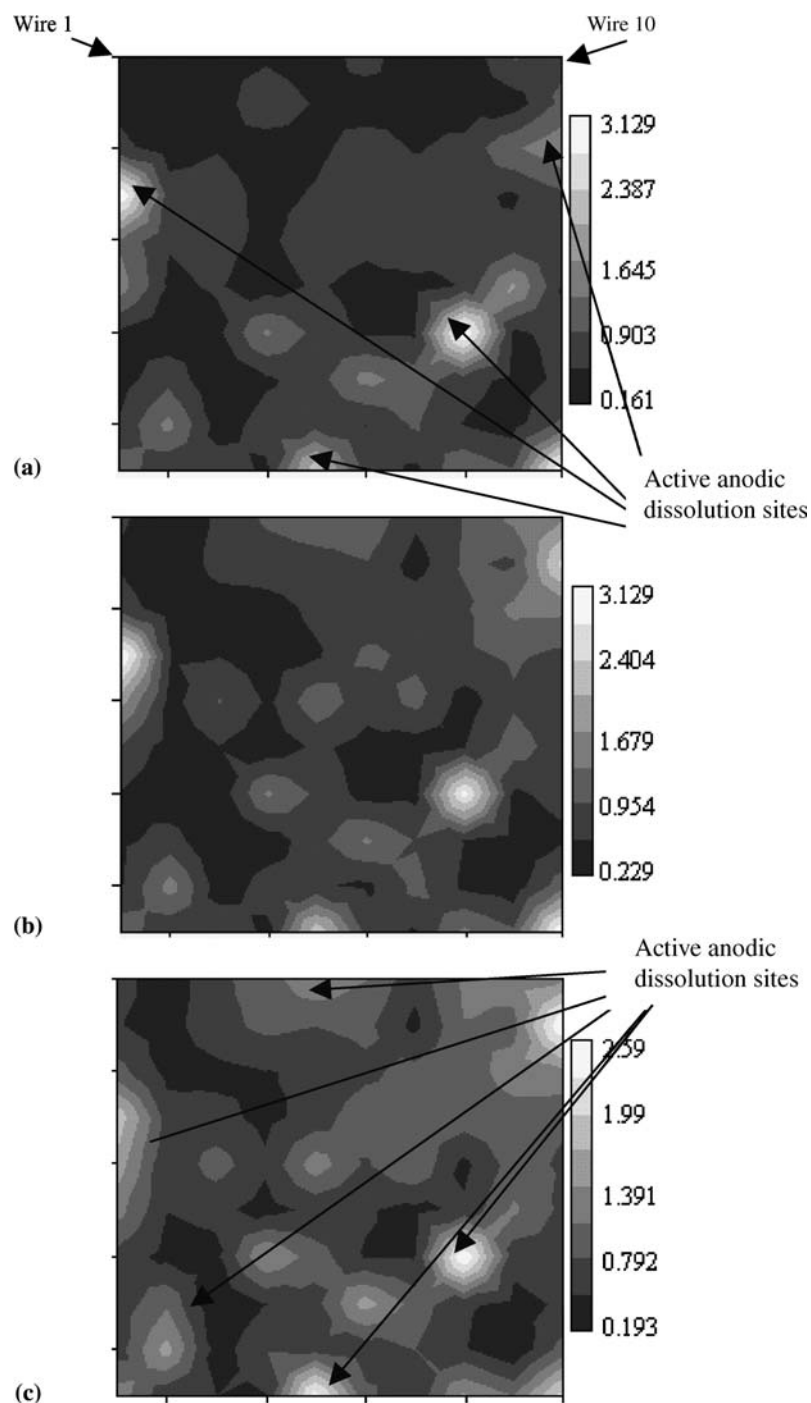 Wire 1
Wire 10
3.129
2.387
1.645
0.903
0.161
(a)
Active anodic
dissolution sites
3.129
2.404
1.679
0.954
0.229
(b)
Active anodic
dissolution sites
2.59
1.99
1.391
0.792
0.193
(c)